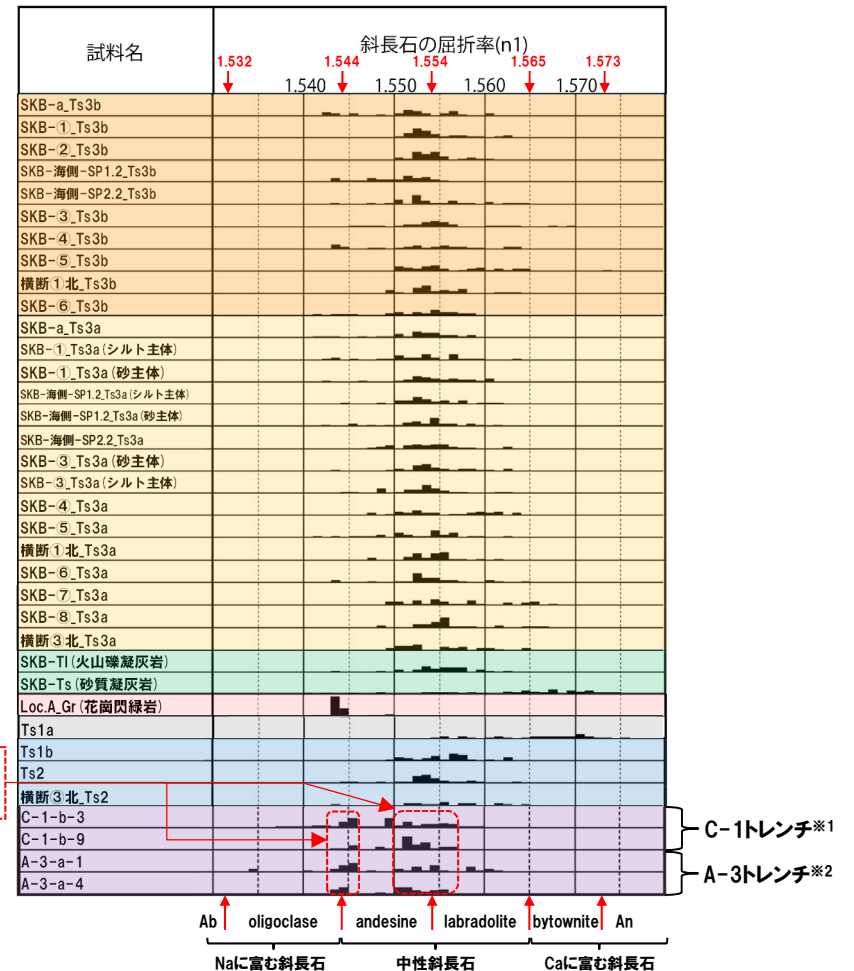 試料名
斜長石の屈折率(n1)
1.532 1.544 1.554 1.565 1.573
1.540 1.550 1.560 1.570
SKB-a_Ts3b
SKB-①_Ts3b
SKB-②_Ts3b
SKB-海側-SP1.2_Ts3b
SKB-海側-SP2.2_Ts3b
SKB-③_Ts3b
SKB-④_Ts3b
SKB-⑤_Ts3b
横断①北_Ts3b
SKB-⑥_Ts3b
SKB-a_Ts3a
SKB-①_Ts3a(シルト主体)
SKB-①_Ts3a(砂主体)
SKB-海側-SP1.2_Ts3a(シルト主体)
SKB-海側-SP1.2_Ts3a(砂主体)
SKB-海側-SP2.2_Ts3a
SKB-③_Ts3a(砂主体)
SKB-③_Ts3a(シルト主体)
SKB-④_Ts3a
SKB-⑤_Ts3a
横断①北_Ts3a
SKB-⑥_Ts3a
SKB-⑦_Ts3a
SKB-⑧_Ts3a
横断③北_Ts3a
SKB-Tl(火山礫凝灰岩)
SKB-Ts(砂質凝灰岩)
Loc.A_Gr(花崗閃緑岩)
Ts1a
Ts1b
Ts2
横断③北_Ts2
C-1-b-3
C-1-b-9
A-3-a-1
A-3-a-4
C-1トレンチ※1
A-3トレンチ※2
Ab oligoclase andesine labradolite bytownite An
Naに富む斜長石 中性斜長石 Caに富む斜長石